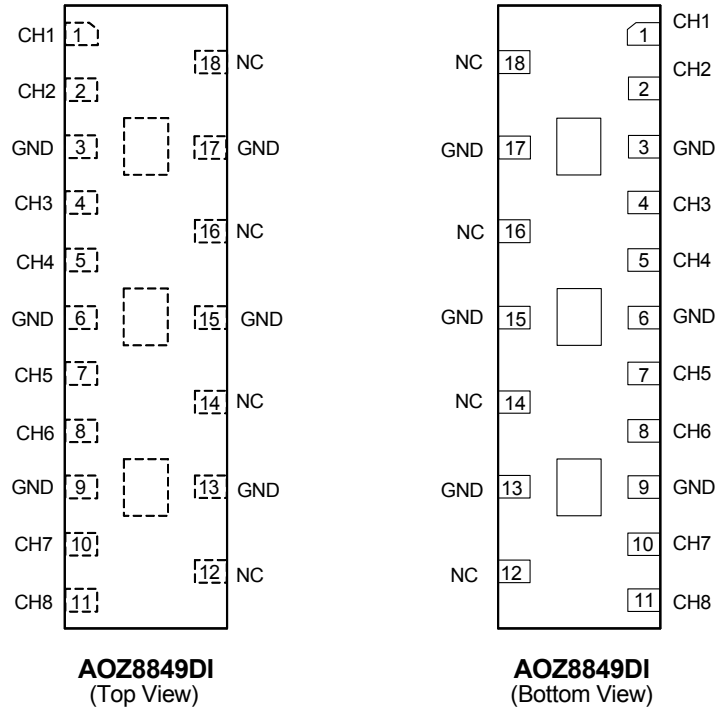 CH1 1
18 NC
CH2 2
GND 3
17 GND
CH3 4
16 NC
CH4 5
GND 6
15 GND
CH5 7
14 NC
CH6 8
GND 9
13 GND
CH7 10
12 NC
CH8 11
AOZ8849DI
(Top View)
1 CH1
NC 18
2 CH2
GND 17
3 GND
4 CH3
NC 16
5 CH4
GND 15
6 GND
7 CH5
NC 14
8 CH6
GND 13
9 GND
10 CH7
NC 12
11 CH8
AOZ8849DI
(Bottom View)